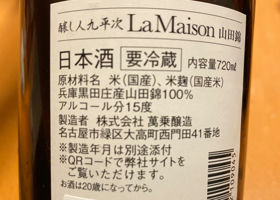 醸し人九平次 La Maison 山田錦
日本酒 要冷蔵 内容量720ml
原材料名 米(国産)、米麹(国産米)
兵庫黒田庄産山田錦100%
アルコール分15度
製造者 株式会社 萬乗醸造
名古屋市緑区大高町西門田41番地
※製造年月は別途添付
※QRコードで弊社サイトを
ご覧いただけます。
お酒は20歳になってから。